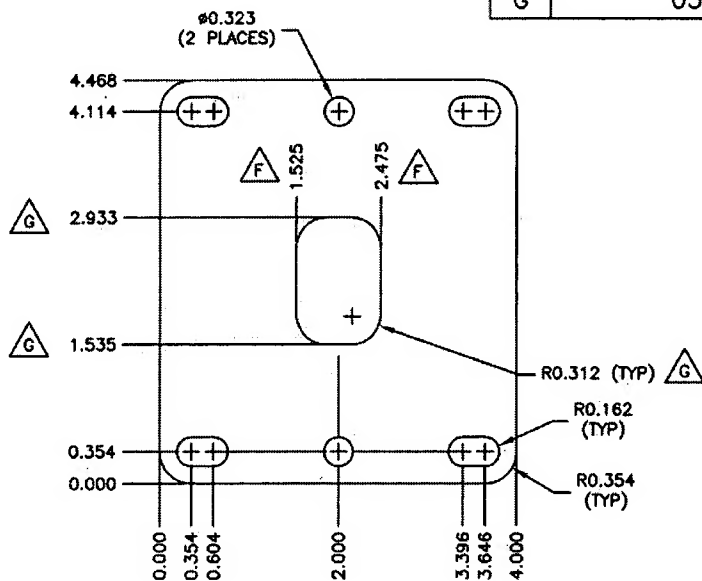 G
ø0.323
(2 PLACES)
4.468
4.114
F
1.525
2.475
F
G
2.933
G
1.535
R0.312 (TYP)
G
R0.162
(TYP)
0.354
0.000
R0.354
(TYP)
0.000
0.354
0.604
2.000
3.396
3.646
4.000